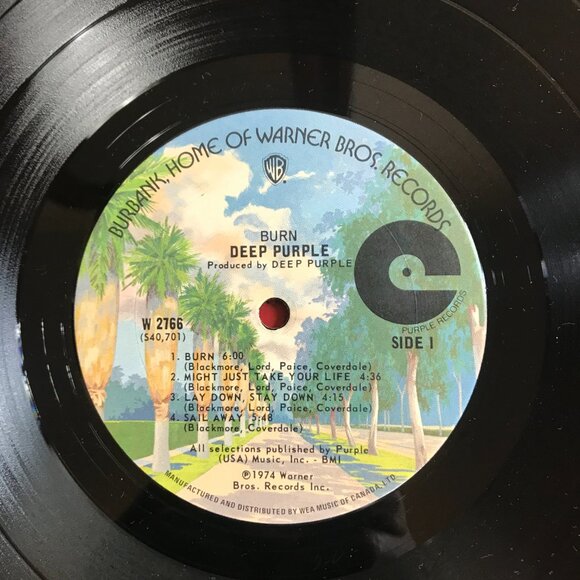 BURBANK, HOME OF WARNER BROS. RECORDS
WB
BURN
DEEP PURPLE
Produced by DEEP PURPLE
PURPLE RECORDS
W 2766
(S40,701)
SIDE 1
1. BURN 6:00
(Blackmore, Lord, Paice, Coverdale)
2. MIGHT JUST TAKE YOUR LIFE 4:36
(Blackmore, Lord, Paice, Coverdale)
3. LAY DOWN, STAY DOWN 4:15
(Blackmore, Lord, Paice, Coverdale)
4. SAIL AWAY 5:48
(Blackmore, Coverdale)
All selections published by Purple
(USA) Music, Inc. - BMI
℗1974 Warner
Bros. Records Inc.
MANUFACTURED AND DISTRIBUTED BY WEA MUSIC OF CANADA, LTD